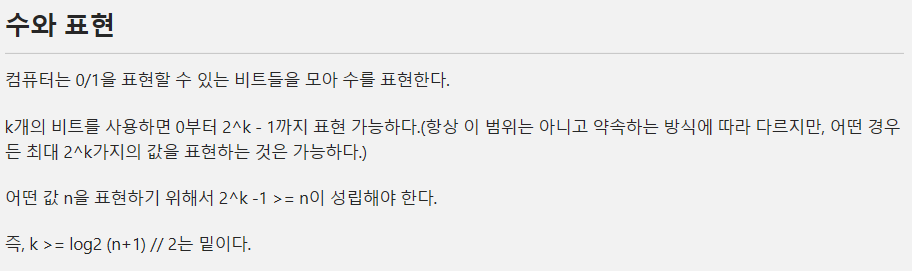 수와 표현
컴퓨터는 0/1을 표현할 수 있는 비트들을 모아 수를 표현한다.
k개의 비트를 사용하면 0부터 2^k - 1까지 표현 가능하다.(항상 이 범위는 아니고 약속하는 방식에 따라 다르지만, 어떤 경우
든 최대 2^k가지의 값을 표현하는 것은 가능하다.)
어떤 값 n을 표현하기 위해서 2^k -1 >= n이 성립해야 한다.
즉, k >= log2 (n+1) // 2는 밑이다.